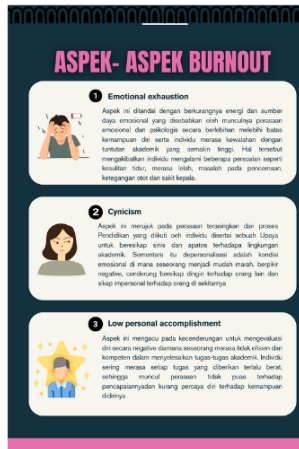 ASPEK- ASPEK BURNOUT
1 Emotional exhaustion
Aspek ini ditandai dengan berkurangnya energi dan sumber
daya emosional yang disebabkan oleh munculnya perasaan
emosional dan psikologis secara berlebihan melebihi batas
kemampuan diri serta individu merasa kewalahan dengan
tuntutan akademik yang semakin tinggi. Hal tersebut
mengakibatkan individu mengalami beberapa persoalan seperti
kesulitan tidur, merasa lelah, masalah pada pencernaan,
ketegangan otot dan sakit kepala.
2 Cynicism
Aspek ini merujuk pada perasaan terasingkan dari proses
Pendidikan yang diikuti oeh individu disertai sebuah Upaya
untuk beresikap sinis dan apatos terhadapa lingkungan
akademik. Sementara itu depersonalisasi adalah kondisi
emosional di mana seseorang menjadi mudah marah, berpikir
negative, cenderung bersikap dingin terhadap orang lain dan
sikap impersonal terhadap orang di sekitarnya
3 Low personal accomplishment
Aspek ini mengacu pada kecenderungan untuk mengevaluasi
diri secara negative dimana seseorang merasa tidak efisien dan
kompeten dalam menyelesaikan tugas-tugas akademik. Individu
sering merasa setiap tugas yang diberikan terlalu berat,
sehingga muncul perasaan tidak puas terhadap
pencapaiannyadan kurang percaya diri terhadap kemampuan
dirinya